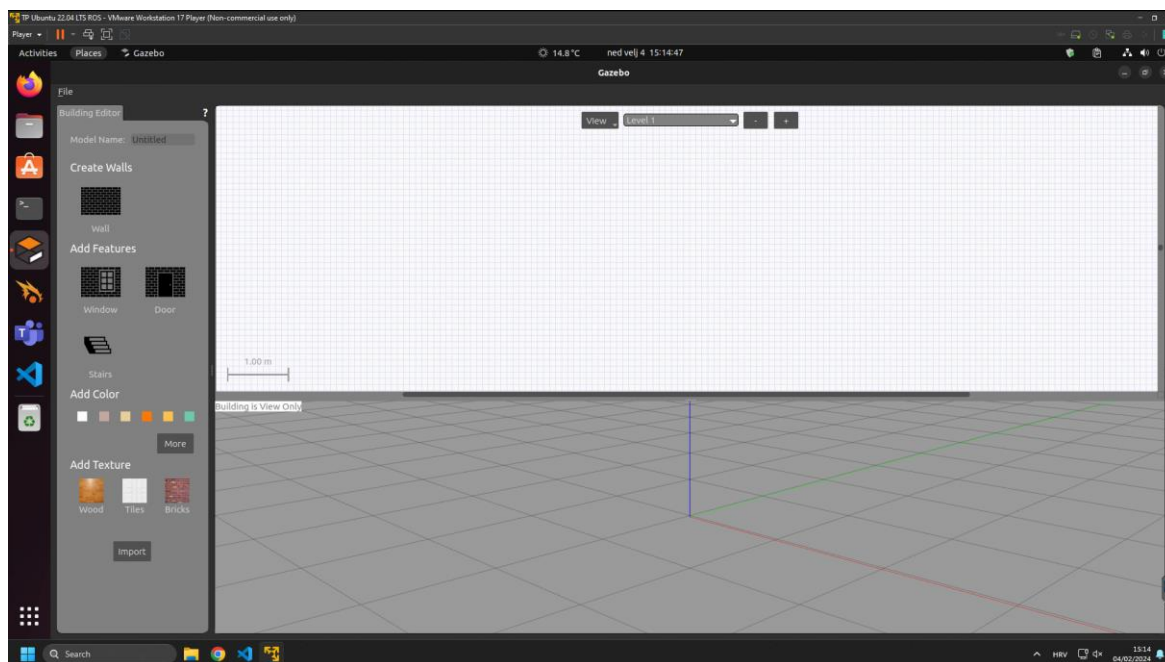 TP Ubuntu 22.04 LTS ROS - VMware Workstation 17 Player (Non-commercial use only)
Player
Activities Places Gazebo 14.8°C ned velj 4 15:14:47
Gazebo
File
Building Editor ?
Model Name: Untitled
View Level 1 - +
Create Walls
Wall
Add Features
Window Door
Stairs
1.00 m
Add Color
Building is View Only
More
Add Texture
Wood Tiles Bricks
Import
Search
HRV 15:14
04/02/2024